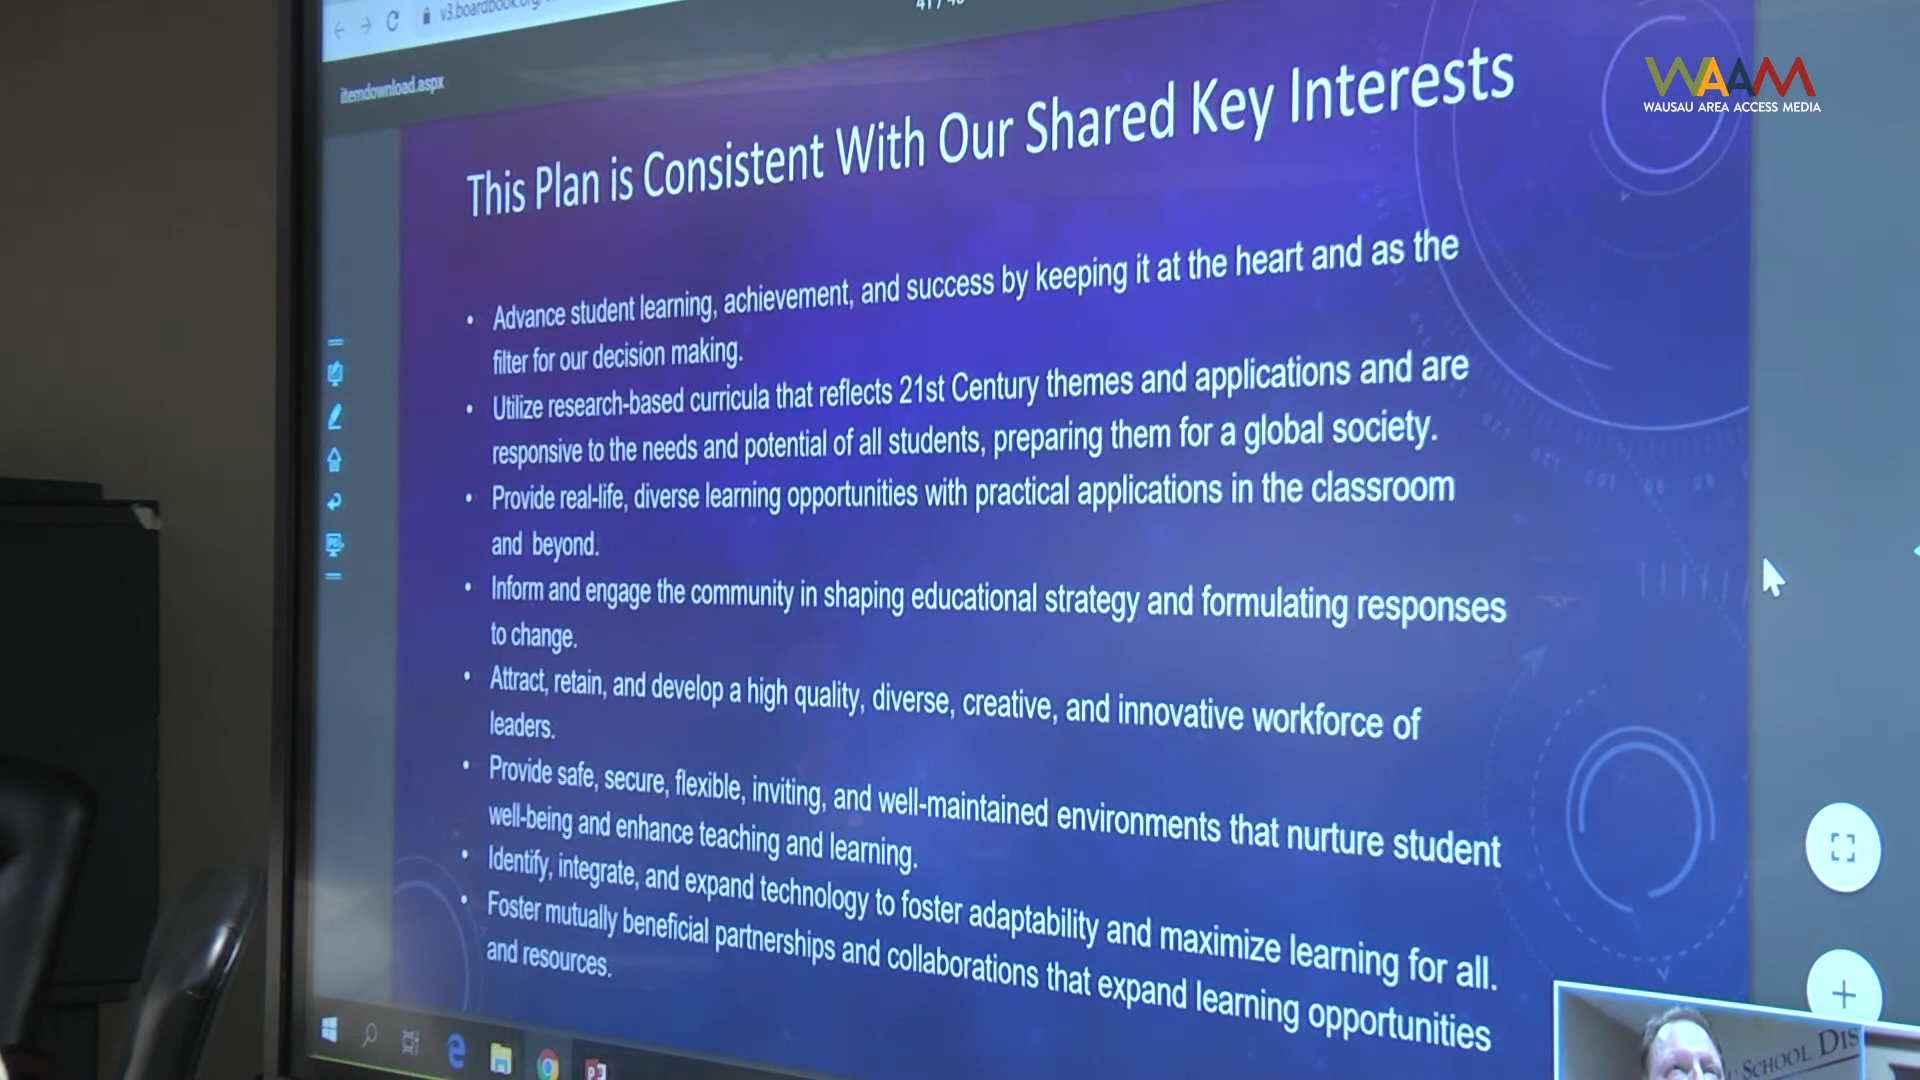 v3.boardbook.org/
itemdownload.aspx
WAAM
WAUSAU AREA ACCESS MEDIA
This Plan is Consistent With Our Shared Key Interests
• Advance student learning, achievement, and success by keeping it at the heart and as the
filter for our decision making.
• Utilize research-based curricula that reflects 21st Century themes and applications and are
responsive to the needs and potential of all students, preparing them for a global society.
• Provide real-life, diverse learning opportunities with practical applications in the classroom
and beyond.
• Inform and engage the community in shaping educational strategy and formulating responses
to change.
• Attract, retain, and develop a high quality, diverse, creative, and innovative workforce of
leaders.
• Provide safe, secure, flexible, inviting, and well-maintained environments that nurture student
well-being and enhance teaching and learning.
• Identify, integrate, and expand technology to foster adaptability and maximize learning for all.
• Foster mutually beneficial partnerships and collaborations that expand learning opportunities
and resources.
SCHOOL DIS